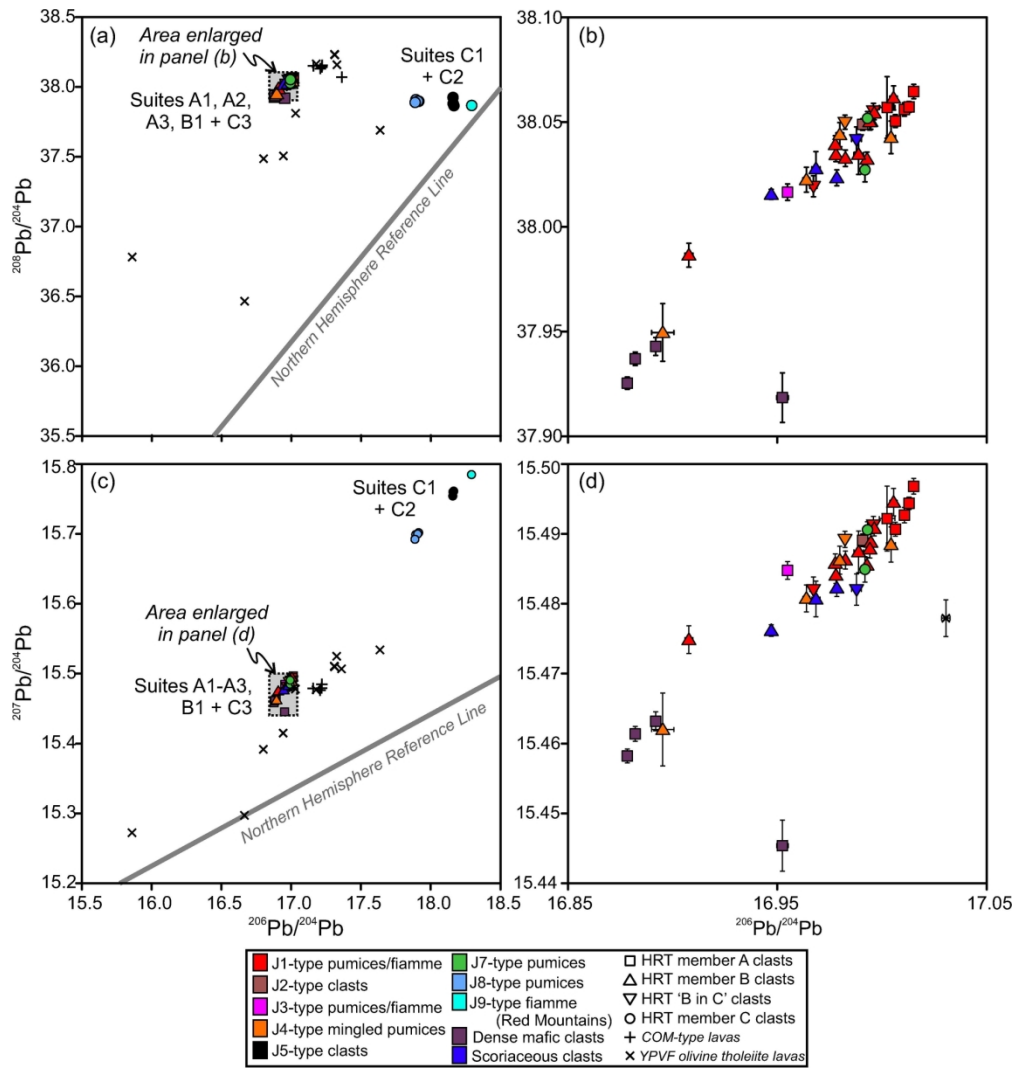 (a)
Area enlarged
in panel (b)
Suites A1, A2,
A3, B1 + C3
Suites C1
+ C2
Northern Hemisphere Reference Line
38.5
38.0
37.5
37.0
36.5
36.0
35.5
208Pb/204Pb
(b)
38.10
38.05
38.00
37.95
37.90
(c)
Suites C1
+ C2
Area enlarged
in panel (d)
Suites A1-A3,
B1 + C3
Northern Hemisphere Reference Line
15.8
15.7
15.6
15.5
15.4
15.3
15.2
207Pb/204Pb
15.5 16.0 16.5 17.0 17.5 18.0 18.5
206Pb/204Pb
(d)
15.50
15.49
15.48
15.47
15.46
15.45
15.44
16.85 16.95 17.05
206Pb/204Pb
J1-type pumices/fiamme
J2-type clasts
J3-type pumices/fiamme
J4-type mingled pumices
J5-type clasts
J7-type pumices
J8-type pumices
J9-type fiamme
(Red Mountains)
Dense mafic clasts
Scoriaceous clasts
HRT member A clasts
HRT member B clasts
HRT 'B in C' clasts
HRT member C clasts
COM-type lavas
YPVF olivine tholeiite lavas